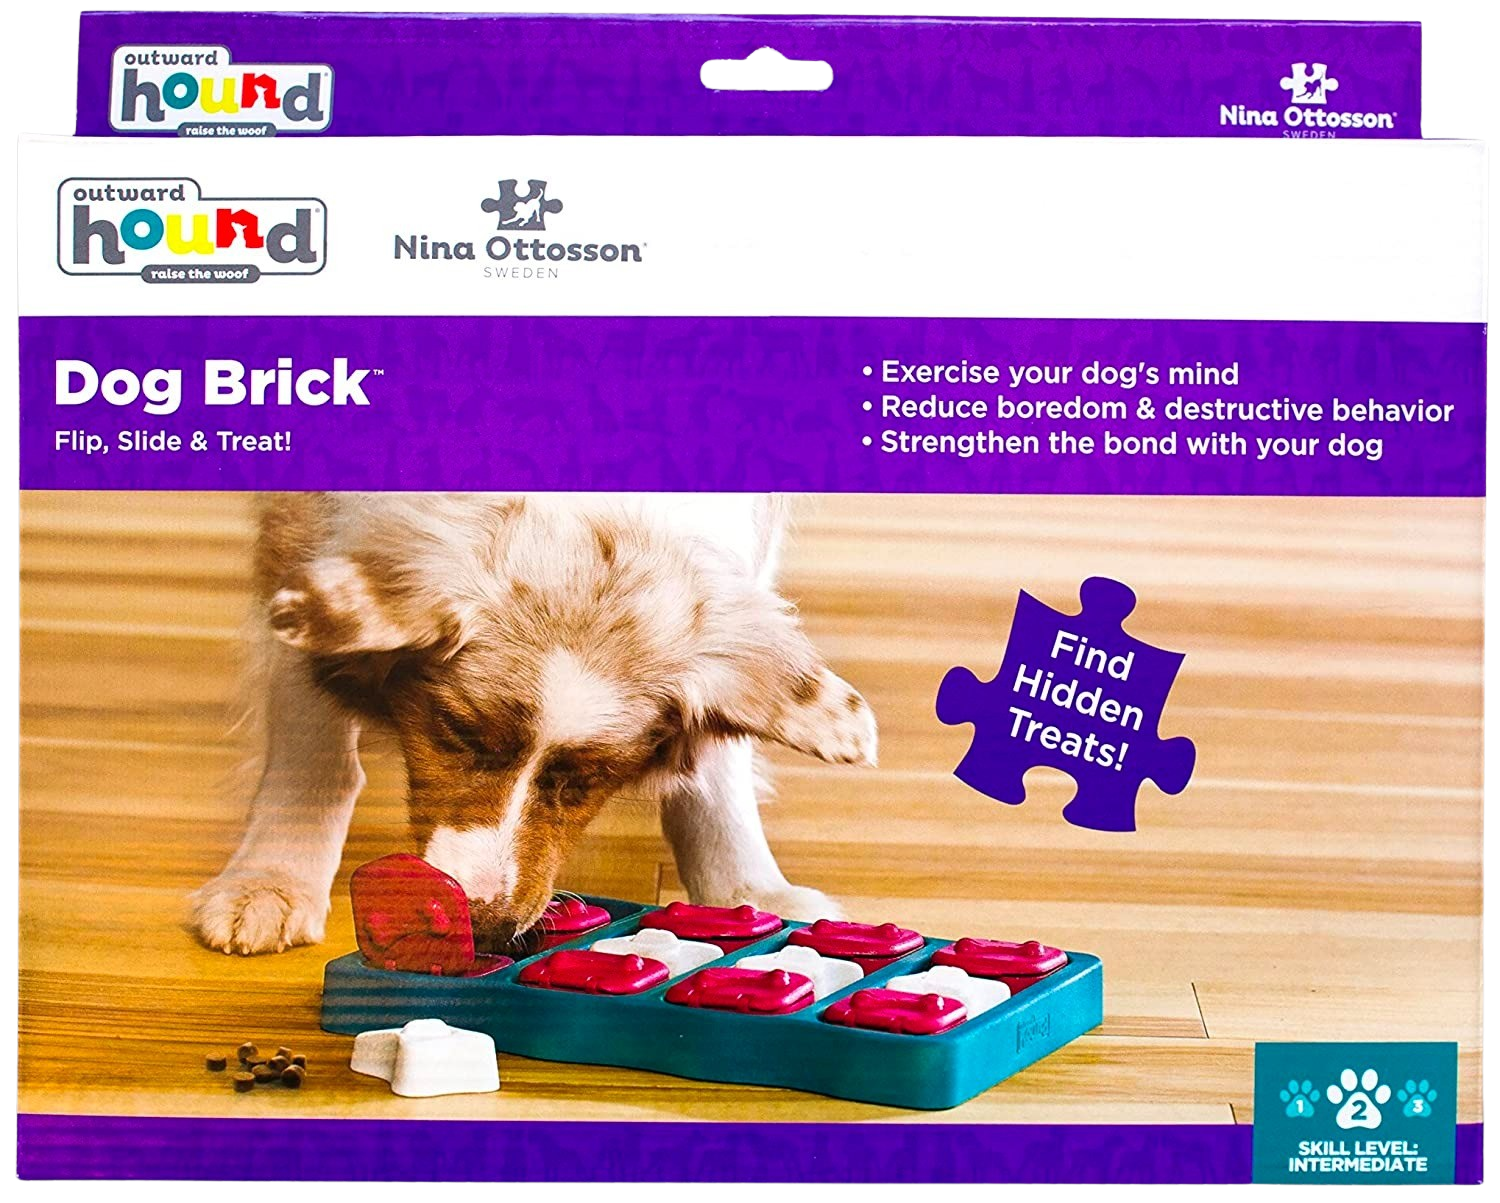 outward
hound
raise the woof
Nina Ottosson
SWEDEN
outward
hound
raise the woof
Nina Ottosson
SWEDEN
Dog Brick™
Flip, Slide & Treat!
• Exercise your dog's mind
• Reduce boredom & destructive behavior
• Strengthen the bond with your dog
Find
Hidden
Treats!
1 2 3
SKILL LEVEL:
INTERMEDIATE